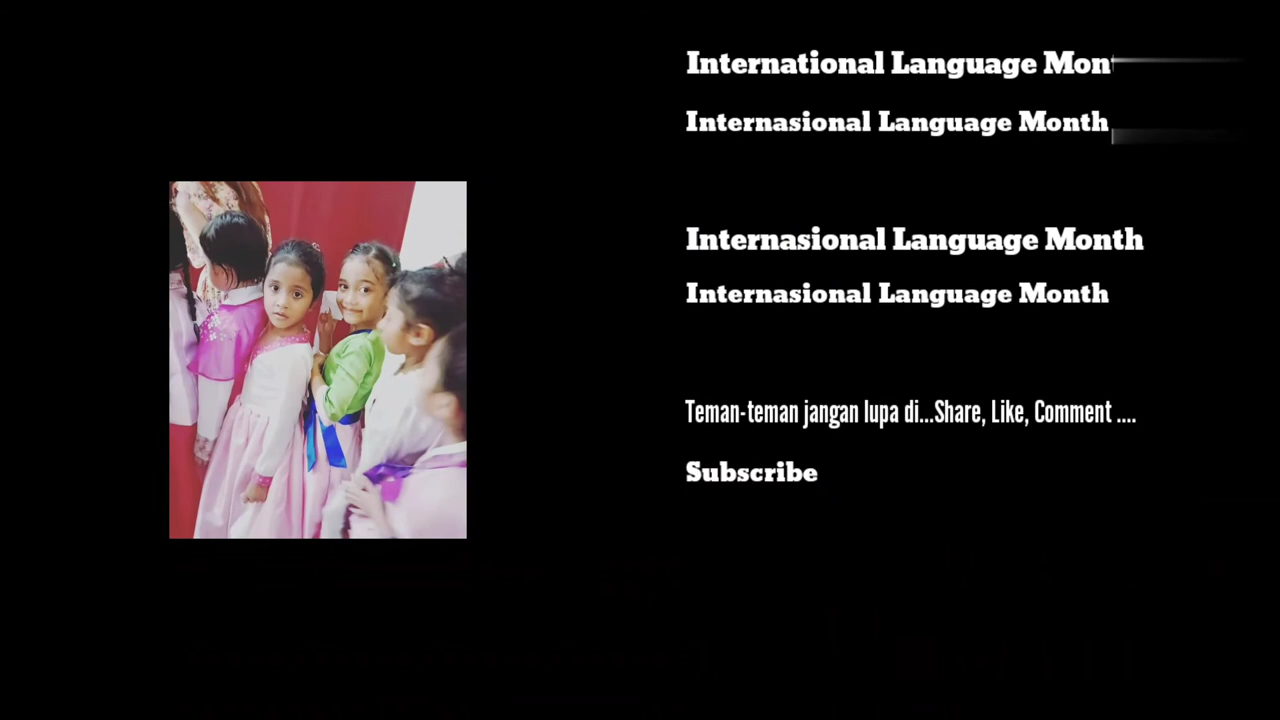 International Language Mont
Internasional Language Month
Internasional Language Month
Internasional Language Month
Teman-teman jangan lupa di...Share, Like, Comment ....
Subscribe